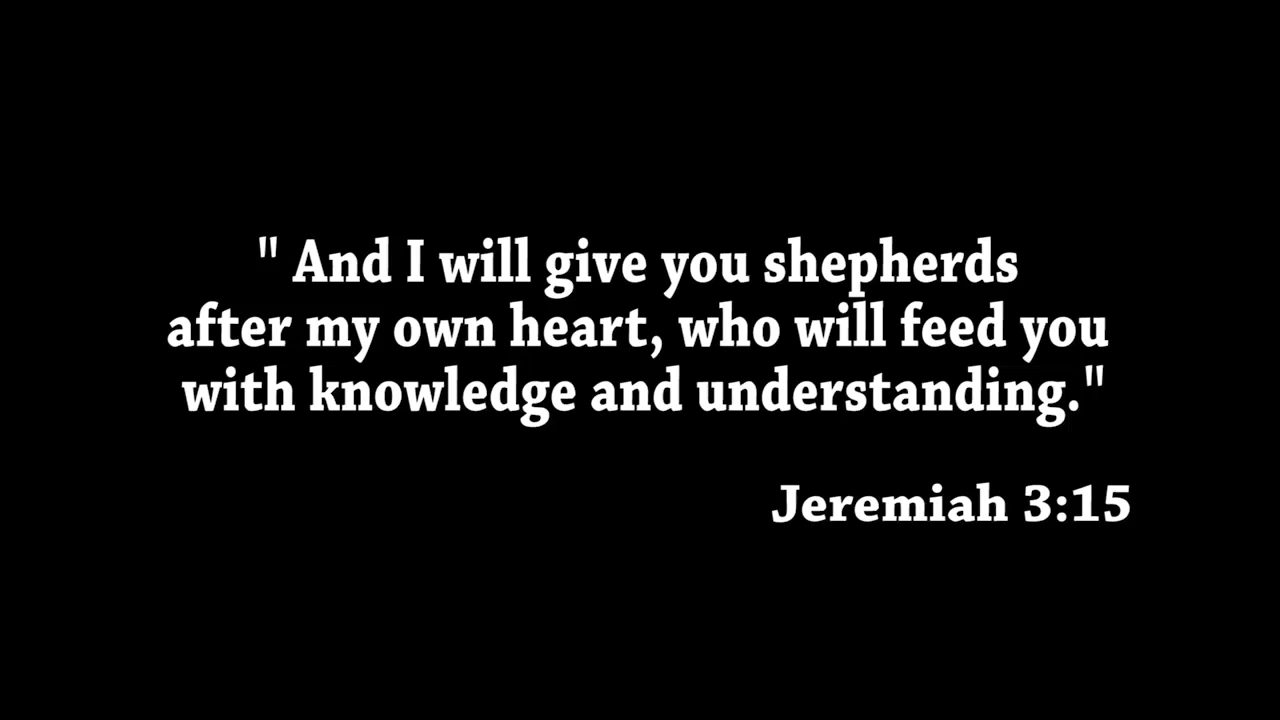 " And I will give you shepherds
after my own heart, who will feed you
with knowledge and understanding."
Jeremiah 3:15